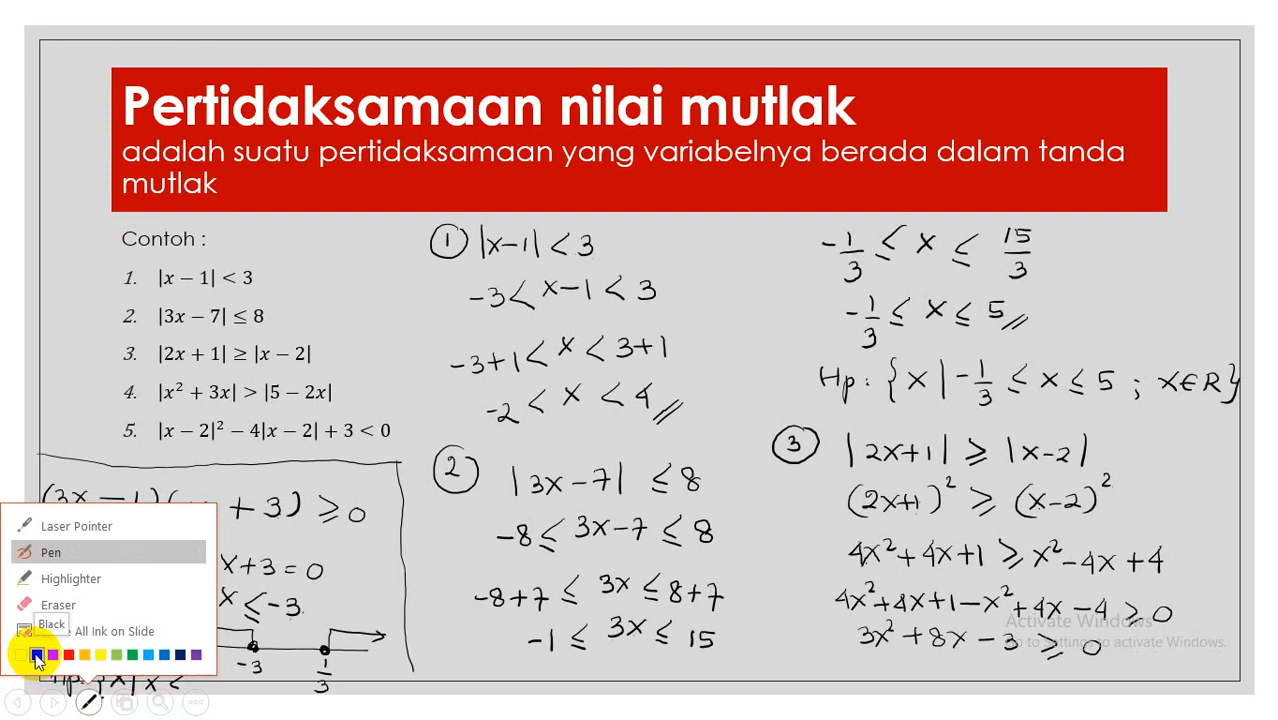 Pertidaksamaan nilai mutlak
adalah suatu pertidaksamaan yang variabelnya berada dalam tanda
mutlak
Contoh :
1. |x − 1| < 3
2. |3x − 7| ≤ 8
3. |2x + 1| ≥ |x − 2|
4. |x² + 3x| > |5 − 2x|
5. |x − 2|² − 4|x − 2| + 3 < 0
(3x − 1)( + 3) ≥ 0
x + 3 = 0
x ≤ -3
-3 1/3
Hp: {x | x ≤
Laser Pointer
Pen
Highlighter
Eraser
Black
All Ink on Slide
① |x−1| < 3
-3 < x−1 < 3
-3+1 < x < 3+1
-2 < x < 4 //
② |3x − 7| ≤ 8
-8 ≤ 3x−7 ≤ 8
-8+7 ≤ 3x ≤ 8+7
-1 ≤ 3x ≤ 15
-1/3 ≤ x ≤ 15/3
-1/3 ≤ x ≤ 5 //
Hp: {x | -1/3 ≤ x ≤ 5 ; x∈R}
③ |2x+1| ≥ |x−2|
(2x+1)² ≥ (x−2)²
4x² + 4x+1 ≥ x² −4x +4
4x²+4x+1−x²+4x−4 ≥ 0
3x² + 8x − 3 ≥ 0
Activate Windows
Go to Settings to activate Windows.